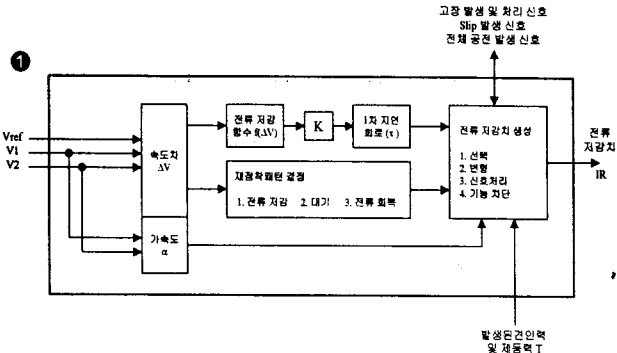 고장 발생 및 처리 신호
Slip 발생 신호
전체 공전 발생 신호
1
Vref
V1
V2
속도차
ΔV
가속도
α
전류 저감
함수 f(ΔV)
K
1차 지연
회로 (τ)
재점착패턴 결정
1. 전류 저감 2. 대기 3. 전류 회복
전류 저감치 생성
1. 선택
2. 변형
3. 신호처리
4. 기능 차단
전류
저감치
IR
발생된견인력
및 제동력 T